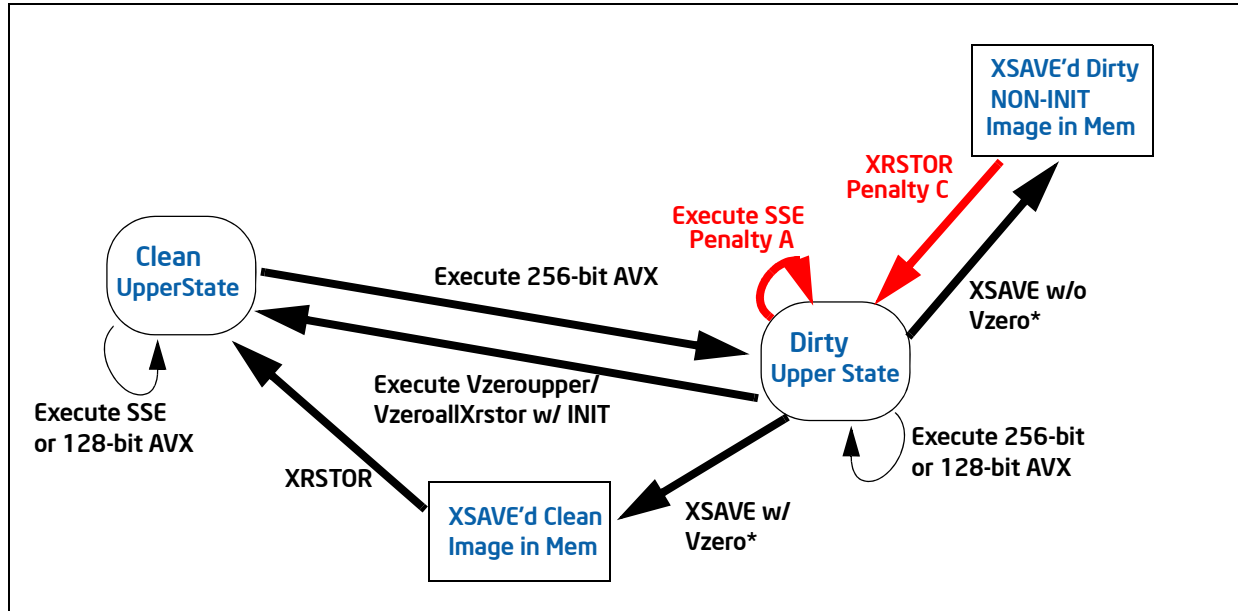 XSAVE'd Dirty
NON-INIT
Image in Mem
XRSTOR
Penalty C
Execute SSE
Penalty A
Clean
UpperState
Execute 256-bit AVX
XSAVE w/o
Vzero*
Dirty
Upper State
Execute Vzeroupper/
VzeroallXrstor w/ INIT
Execute SSE
or 128-bit AVX
Execute 256-bit
or 128-bit AVX
XRSTOR
XSAVE'd Clean
Image in Mem
XSAVE w/
Vzero*